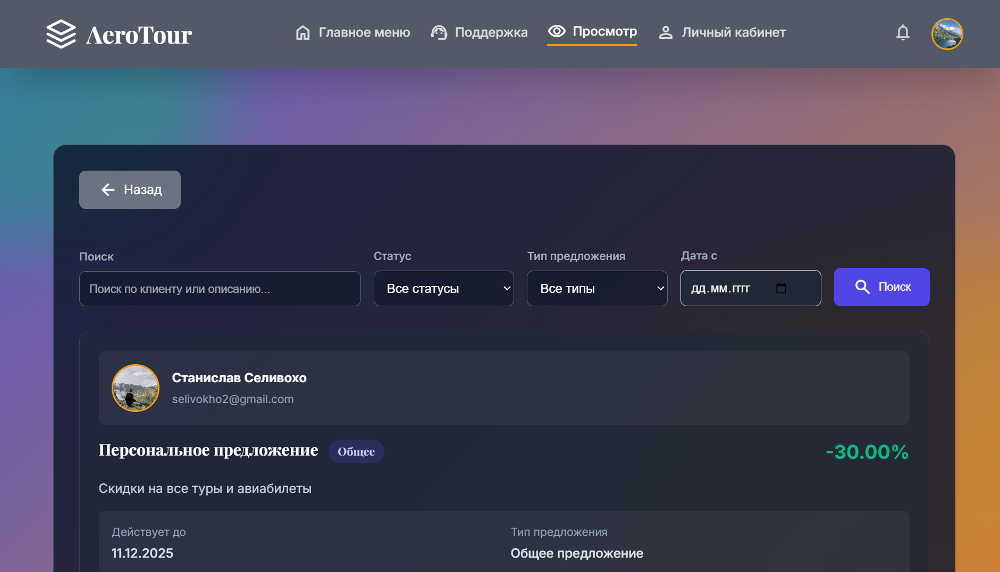 AeroTour
Главное меню
Поддержка
Просмотр
Личный кабинет
Назад
Поиск
Статус
Тип предложения
Дата с
Поиск по клиенту или описанию...
Все статусы
Все типы
дд.мм.гггг
Поиск
Станислав Селивохо
selivokho2@gmail.com
Персональное предложение
Общее
-30.00%
Скидки на все туры и авиабилеты
Действует до
Тип предложения
11.12.2025
Общее предложение